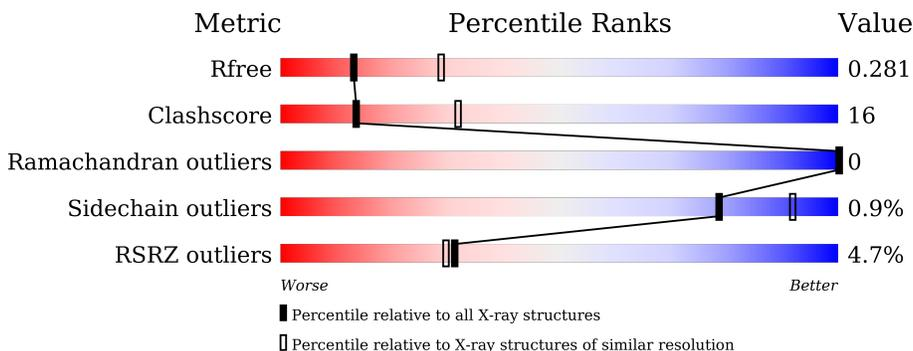 Metric Percentile Ranks Value
Rfree 0.281
Clashscore 16
Ramachandran outliers 0
Sidechain outliers 0.9%
RSRZ outliers 4.7%
Worse Better
Percentile relative to all X-ray structures
Percentile relative to X-ray structures of similar resolution